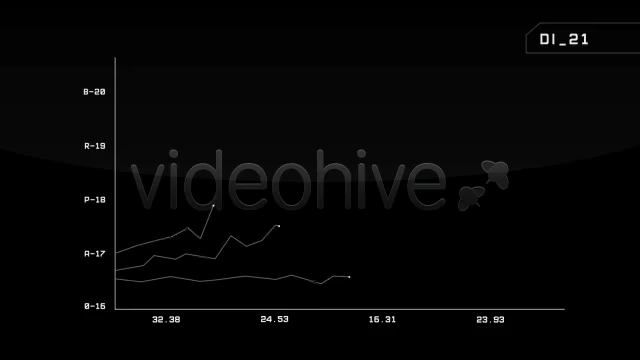 DI_21
B-20
R-19
videohive
P-18
A-17
0-16
32.38 24.53 16.31 23.93